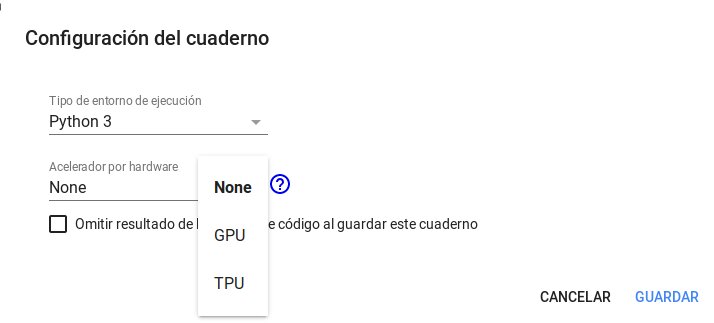 Configuración del cuaderno
Tipo de entorno de ejecución
Python 3
Acelerador por hardware
None
None
GPU
TPU
Omitir resultado de e código al guardar este cuaderno
CANCELAR
GUARDAR